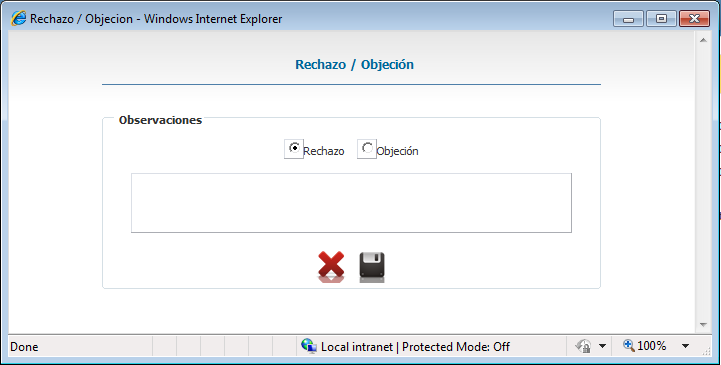 Rechazo / Objecion - Windows Internet Explorer
Rechazo / Objeción
Observaciones
Rechazo Objeción
Done Local intranet | Protected Mode: Off 100%